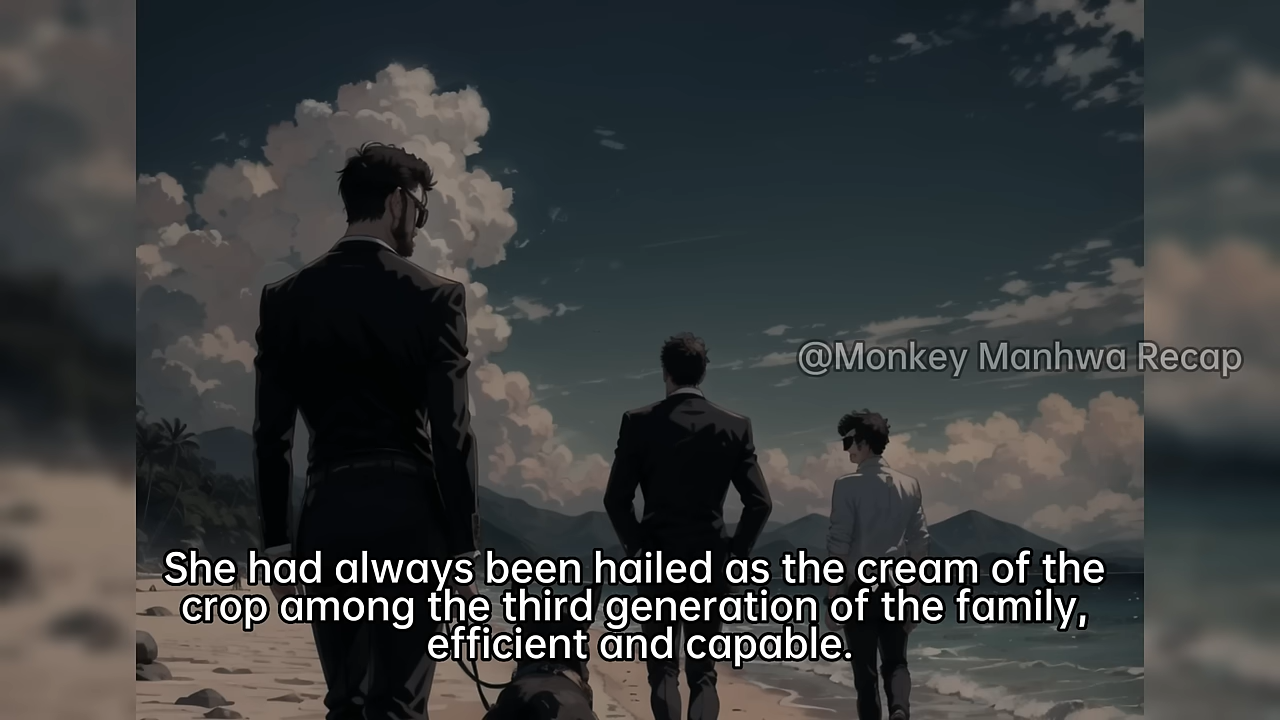 @Monkey Manhwa Recap
She had always been hailed as the cream of the
crop among the third generation of the family,
efficient and capable.